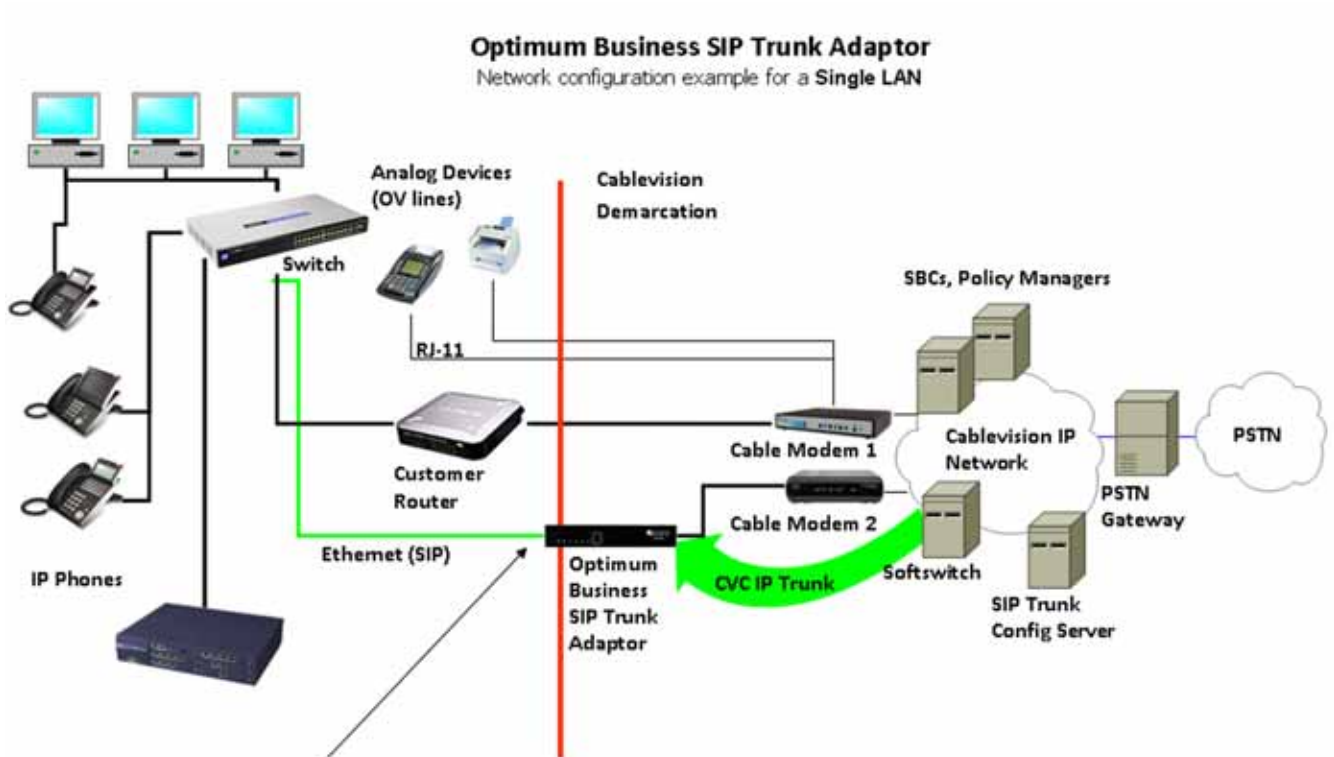 Optimum Business SIP Trunk Adaptor
Network configuration example for a Single LAN
Analog Devices
(OV lines)
Cablevision
Demarcation
Switch
SBCs, Policy Managers
RJ-11
Customer
Router
Cable Modem 1
Cablevision IP
Network
PSTN
PSTN
Gateway
Cable Modem 2
Ethernet (SIP)
Optimum
Business
SIP Trunk
Adaptor
CVC IP Trunk
Softswitch
SIP Trunk
Config Server
IP Phones